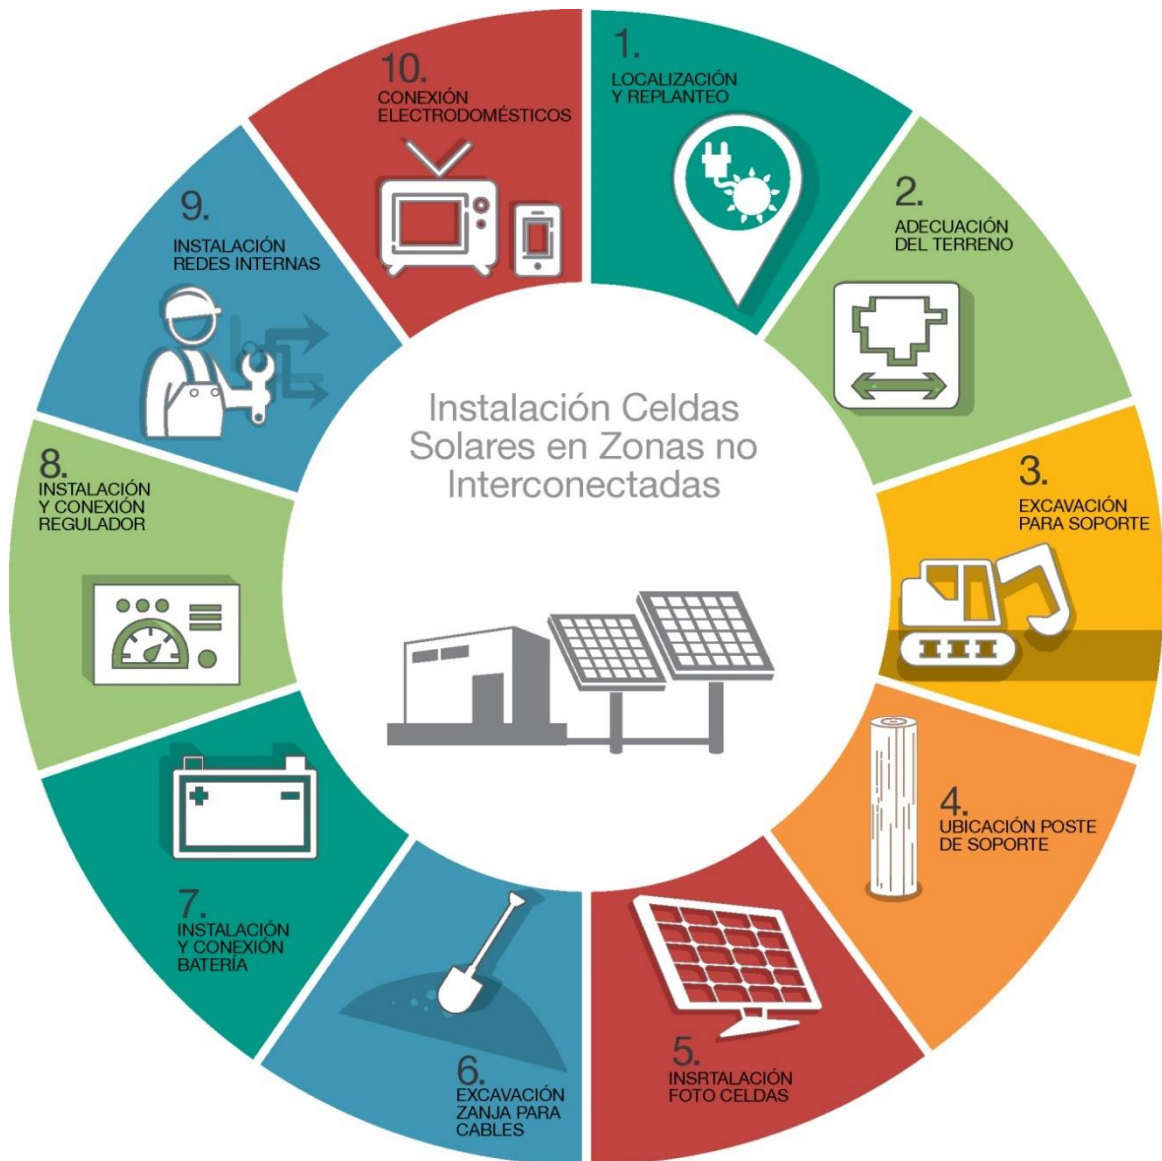 Instalación Celdas
Solares en Zonas no
Interconectadas
1.
LOCALIZACIÓN
Y REPLANTEO
2.
ADECUACIÓN
DEL TERRENO
3.
EXCAVACIÓN
PARA SOPORTE
4.
UBICACIÓN POSTE
DE SOPORTE
5.
INSRTALACIÓN
FOTO CELDAS
6.
EXCAVACIÓN
ZANJA PARA
CABLES
7.
INSTALACIÓN
Y CONEXIÓN
BATERÍA
8.
INSTALACIÓN
Y CONEXIÓN
REGULADOR
9.
INSTALACIÓN
REDES INTERNAS
10.
CONEXIÓN
ELECTRODOMÉSTICOS